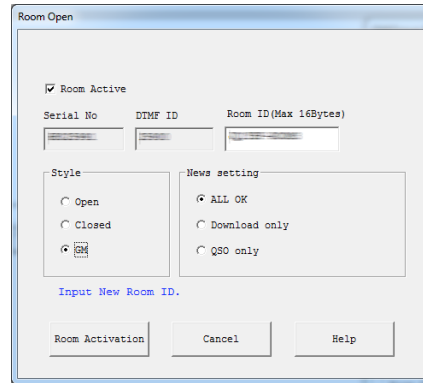 Room Open
Room Active
Serial No DTMF ID Room ID(Max 16Bytes)
Style News setting
Open ALL OK
Closed Download only
GM QSO only
Input New Room ID.
Room Activation Cancel Help